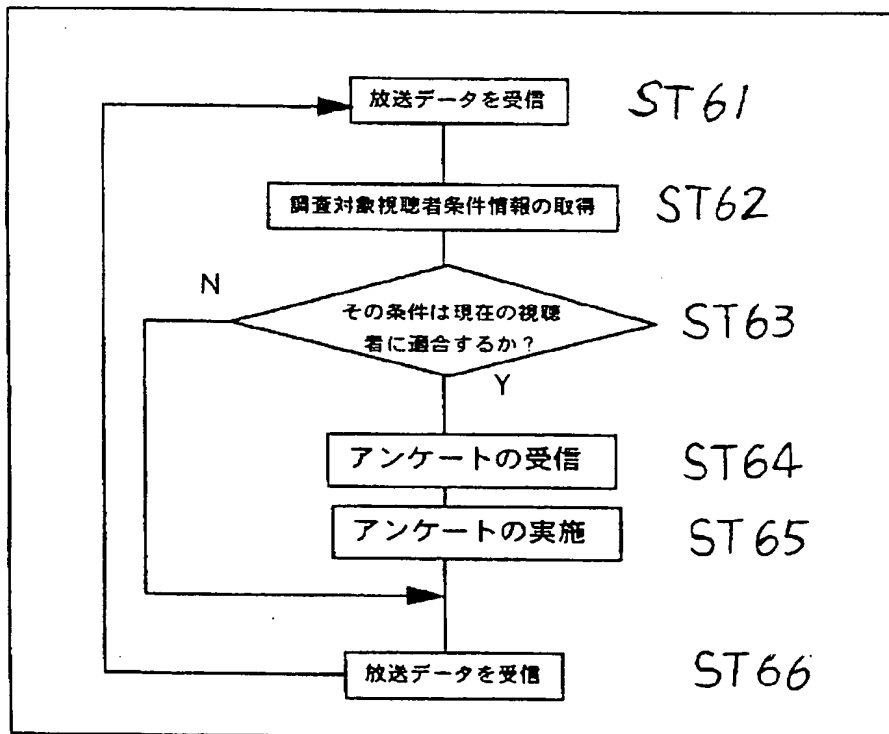 放送データを受信
ST61
調査対象視聴者条件情報の取得
ST62
N
その条件は現在の視聴
者に適合するか？
ST63
Y
アンケートの受信
ST64
アンケートの実施
ST65
放送データを受信
ST66